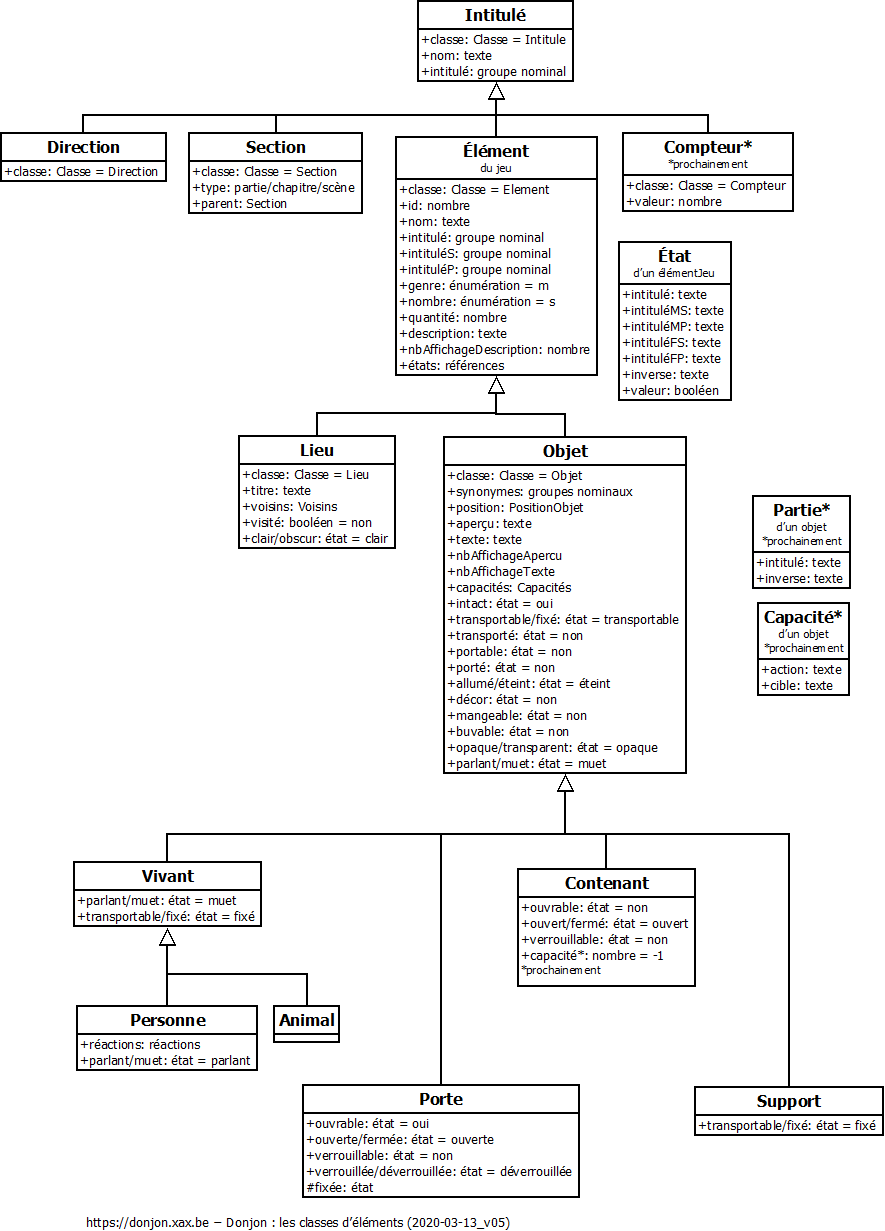 Intitulé
+classe: Classe = Intitule
+nom: texte
+intitulé: groupe nominal
Direction
+classe: Classe = Direction
Section
+classe: Classe = Section
+type: partie/chapitre/scène
+parent: Section
Élément
du jeu
+classe: Classe = Element
+id: nombre
+nom: texte
+intitulé: groupe nominal
+intituléS: groupe nominal
+intituléP: groupe nominal
+genre: énumération = m
+nombre: énumération = s
+quantité: nombre
+description: texte
+nbAffichageDescription: nombre
+états: références
Compteur*
*prochainement
+classe: Classe = Compteur
+valeur: nombre
État
d'un élémentJeu
+intitulé: texte
+intituléMS: texte
+intituléMP: texte
+intituléFS: texte
+intituléFP: texte
+inverse: texte
+valeur: booléen
Lieu
+classe: Classe = Lieu
+titre: texte
+voisins: Voisins
+visité: booléen = non
+clair/obscur: état = clair
Objet
+classe: Classe = Objet
+synonymes: groupes nominaux
+position: PositionObjet
+aperçu: texte
+texte: texte
+nbAffichageApercu
+nbAffichageTexte
+capacités: Capacités
+intact: état = oui
+transportable/fixé: état = transportable
+transporté: état = non
+portable: état = non
+porté: état = non
+allumé/éteint: état = éteint
+décor: état = non
+mangeable: état = non
+buvable: état = non
+opaque/transparent: état = opaque
+parlant/muet: état = muet
Partie*
d'un objet
*prochainement
+intitulé: texte
+inverse: texte
Capacité*
d'un objet
*prochainement
+action: texte
+cible: texte
Vivant
+parlant/muet: état = muet
+transportable/fixé: état = fixé
Contenant
+ouvrable: état = non
+ouvert/fermé: état = ouvert
+verrouillable: état = non
+capacité*: nombre = -1
*prochainement
Personne
+réactions: réactions
+parlant/muet: état = parlant
Animal
Porte
+ouvrable: état = oui
+ouverte/fermée: état = ouverte
+verrouillable: état = non
+verrouillée/déverrouillée: état = déverrouillée
#fixée: état
Support
+transportable/fixé: état = fixé
https://donjon.xax.be – Donjon : les classes d'éléments (2020-03-13_v05)